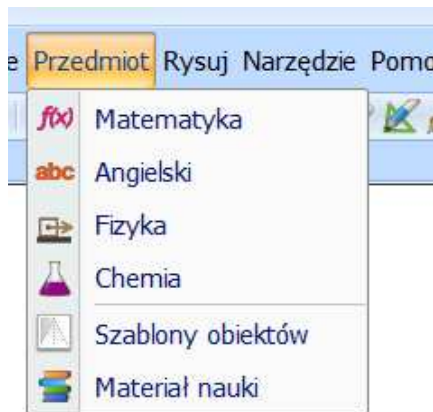 Przedmiot Rysuj Narzędzie
f(x) Matematyka
abc Angielski
Fizyka
Chemia
Szablony obiektów
Materiał nauki